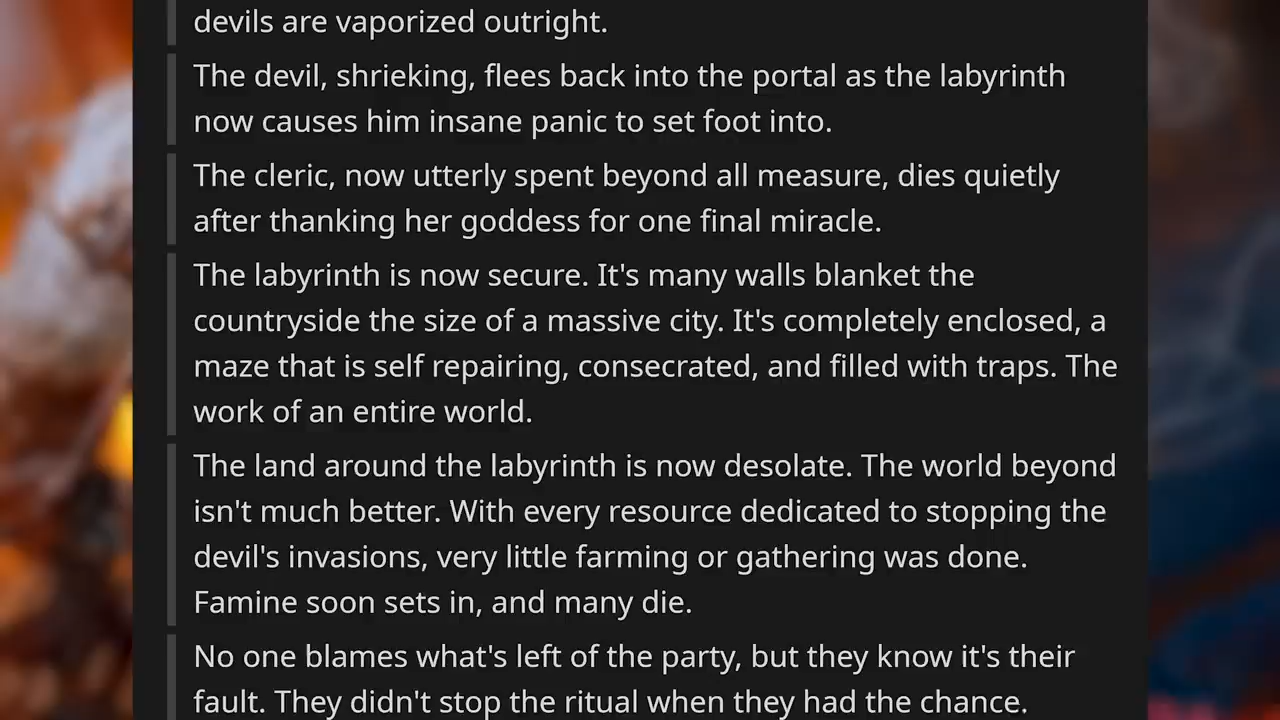 devils are vaporized outright.
The devil, shrieking, flees back into the portal as the labyrinth
now causes him insane panic to set foot into.
The cleric, now utterly spent beyond all measure, dies quietly
after thanking her goddess for one final miracle.
The labyrinth is now secure. It's many walls blanket the
countryside the size of a massive city. It's completely enclosed, a
maze that is self repairing, consecrated, and filled with traps. The
work of an entire world.
The land around the labyrinth is now desolate. The world beyond
isn't much better. With every resource dedicated to stopping the
devil's invasions, very little farming or gathering was done.
Famine soon sets in, and many die.
No one blames what's left of the party, but they know it's their
fault. They didn't stop the ritual when they had the chance.